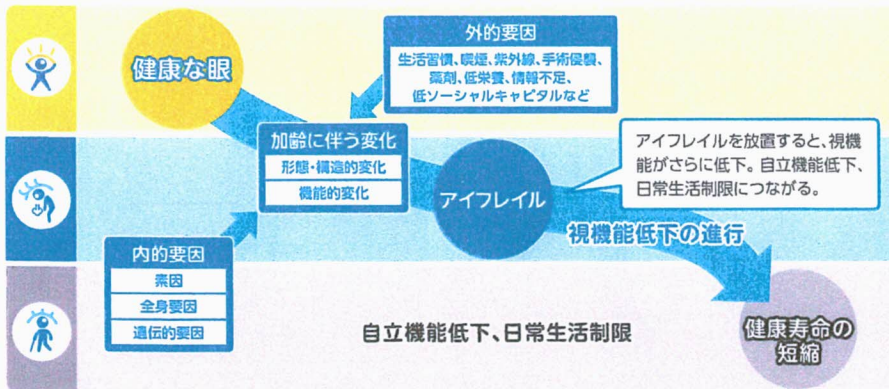 健康な眼
外的要因
生活習慣、喫煙、紫外線、手術侵襲、
薬剤、低栄養、情報不足、
低ソーシャルキャピタルなど
加齢に伴う変化
形態・構造的変化
機能的変化
アイフレイル
アイフレイルを放置すると、視機
能がさらに低下。自立機能低下、
日常生活制限につながる。
視機能低下の進行
内的要因
素因
全身要因
遺伝的要因
自立機能低下、日常生活制限
健康寿命の
短縮